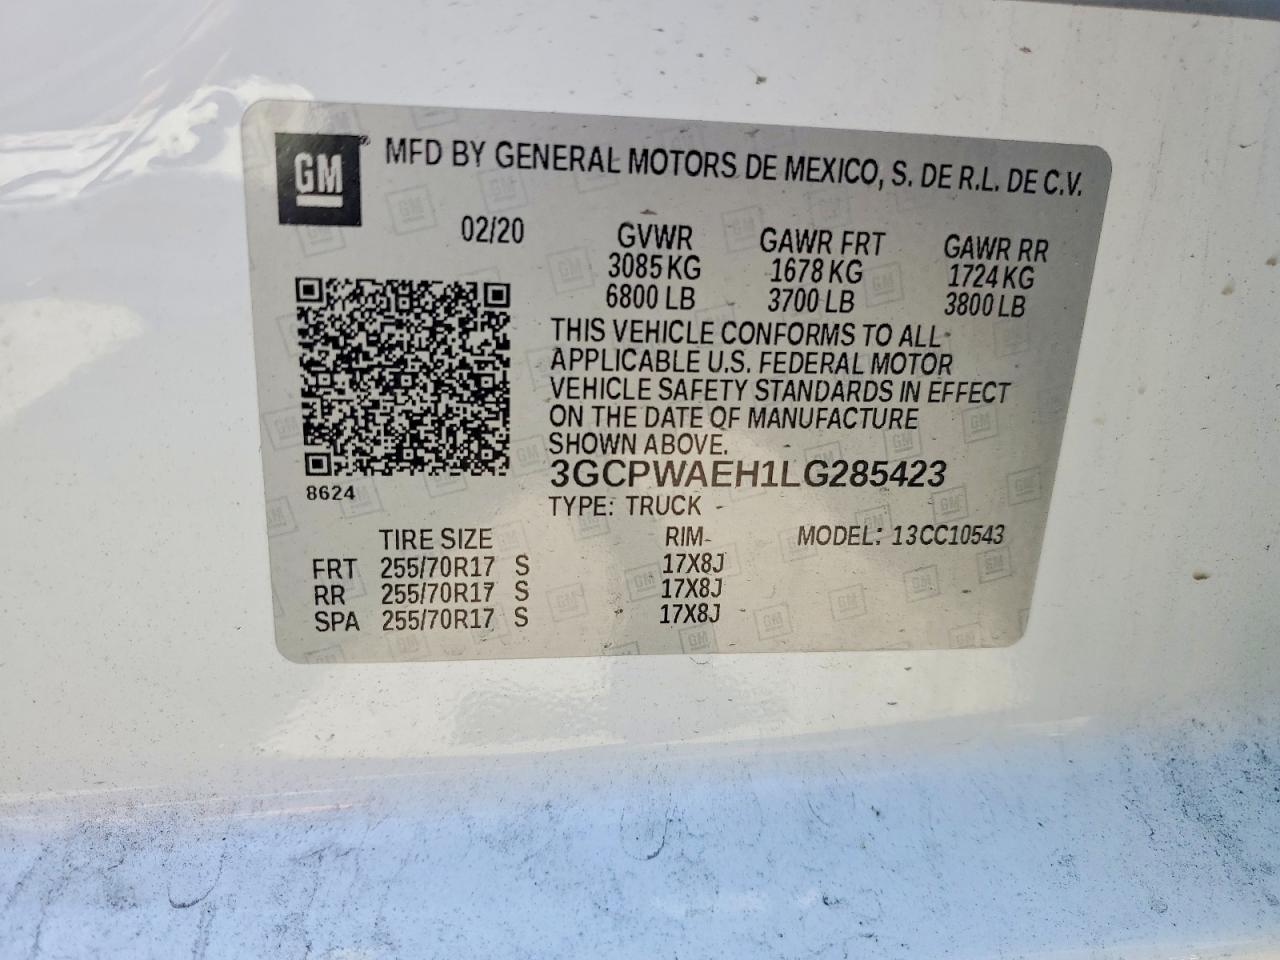 GM MFD BY GENERAL MOTORS DE MEXICO, S. DE R.L. DE C.V.
02/20 GVWR GAWR FRT GAWR RR
3085 KG 1678 KG 1724 KG
6800 LB 3700 LB 3800 LB
THIS VEHICLE CONFORMS TO ALL
APPLICABLE U.S. FEDERAL MOTOR
VEHICLE SAFETY STANDARDS IN EFFECT
ON THE DATE OF MANUFACTURE
SHOWN ABOVE.
3GCPWAEH1LG285423
8624
TYPE: TRUCK
TIRE SIZE RIM MODEL: 13CC10543
FRT 255/70R17 S 17X8J
RR 255/70R17 S 17X8J
SPA 255/70R17 S 17X8J